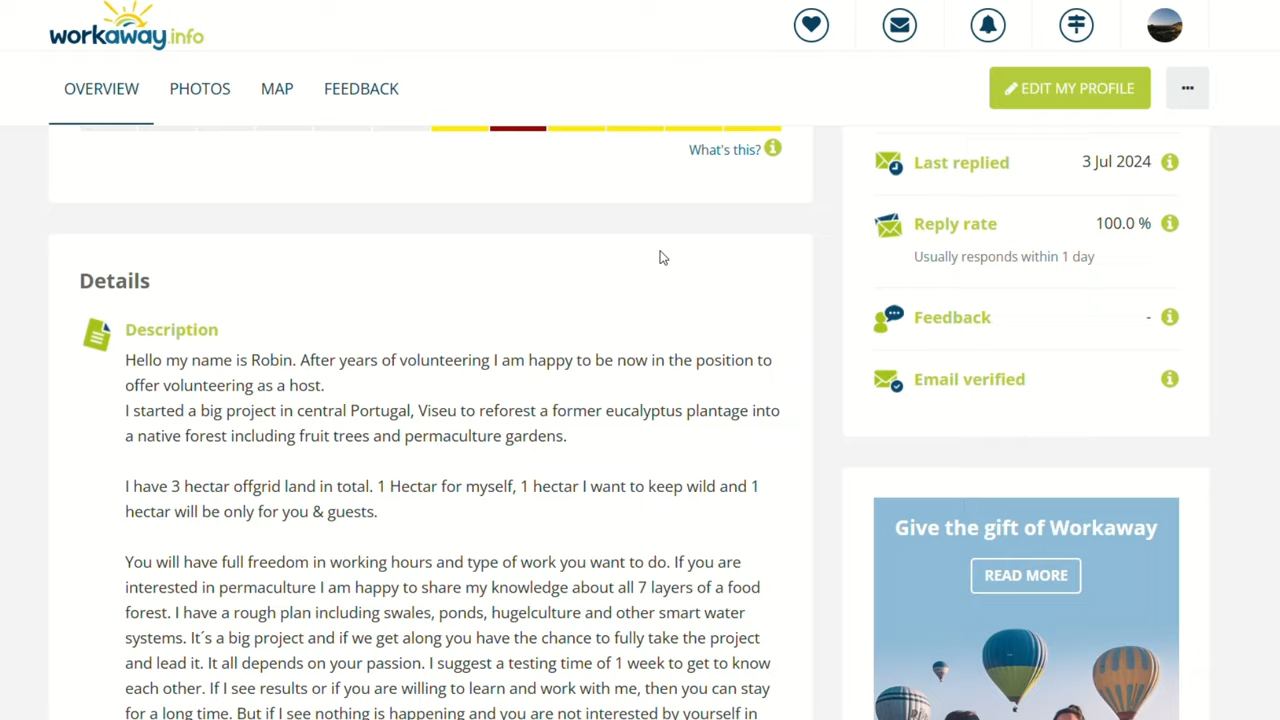 workaway.info
OVERVIEW PHOTOS MAP FEEDBACK
EDIT MY PROFILE
...
What's this?
Details
Description
Hello my name is Robin. After years of volunteering I am happy to be now in the position to
offer volunteering as a host.
I started a big project in central Portugal, Viseu to reforest a former eucalyptus plantage into
a native forest including fruit trees and permaculture gardens.
I have 3 hectar offgrid land in total. 1 Hectar for myself, 1 hectar I want to keep wild and 1
hectar will be only for you & guests.
You will have full freedom in working hours and type of work you want to do. If you are
interested in permaculture I am happy to share my knowledge about all 7 layers of a food
forest. I have a rough plan including swales, ponds, hugelculture and other smart water
systems. It´s a big project and if we get along you have the chance to fully take the project
and lead it. It all depends on your passion. I suggest a testing time of 1 week to get to know
each other. If I see results or if you are willing to learn and work with me, then you can stay
for a long time. But if I see nothing is happening and you are not interested by yourself in
Last replied 3 Jul 2024
Reply rate 100.0 %
Usually responds within 1 day
Feedback -
Email verified
Give the gift of Workaway
READ MORE